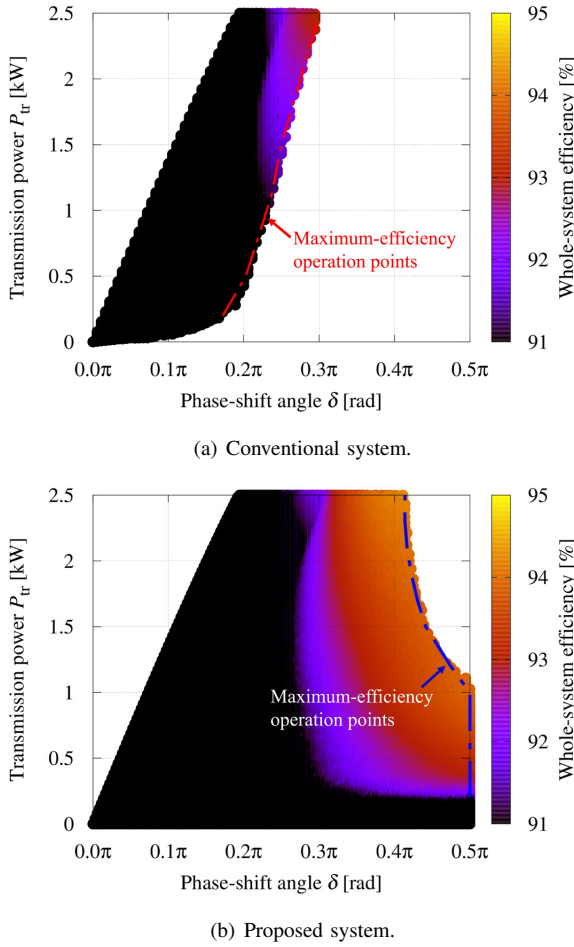 2.5
2
1.5
1
0.5
0
Transmission power Ptr [kW]
0.0π 0.1π 0.2π 0.3π 0.4π 0.5π
Phase-shift angle δ [rad]
Maximum-efficiency
operation points
95
94
93
92
91
Whole-system efficiency [%]
(a) Conventional system.
2.5
2
1.5
1
0.5
0
Transmission power Ptr [kW]
0.0π 0.1π 0.2π 0.3π 0.4π 0.5π
Phase-shift angle δ [rad]
Maximum-efficiency
operation points
95
94
93
92
91
Whole-system efficiency [%]
(b) Proposed system.